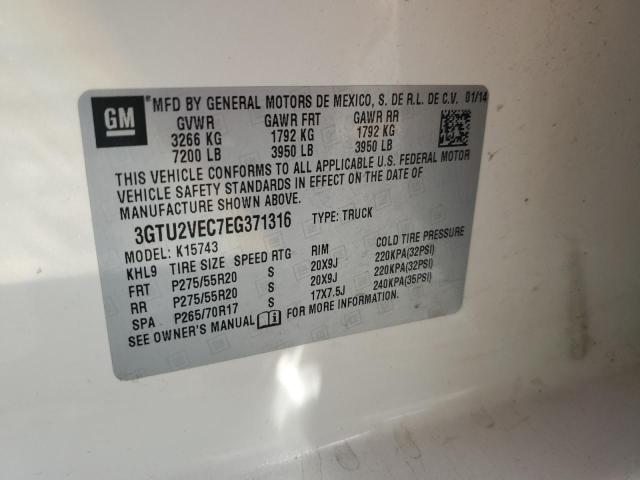 GM
*MFD BY GENERAL MOTORS DE MEXICO, S. DE R.L. DE C.V. 01/14
GVWR GAWR FRT GAWR RR
3266 KG 1792 KG 1792 KG
7200 LB 3950 LB 3950 LB
THIS VEHICLE CONFORMS TO ALL APPLICABLE U.S. FEDERAL MOTOR
VEHICLE SAFETY STANDARDS IN EFFECT ON THE DATE OF
MANUFACTURE SHOWN ABOVE.
3GTU2VEC7EG371316 TYPE: TRUCK
MODEL: K15743
KHL9 TIRE SIZE SPEED RTG RIM COLD TIRE PRESSURE
FRT P275/55R20 S 20X9J 220KPA(32PSI)
RR P275/55R20 S 20X9J 220KPA(32PSI)
SPA P265/70R17 S 17X7.5J 240KPA(35PSI)
SEE OWNER'S MANUAL FOR MORE INFORMATION